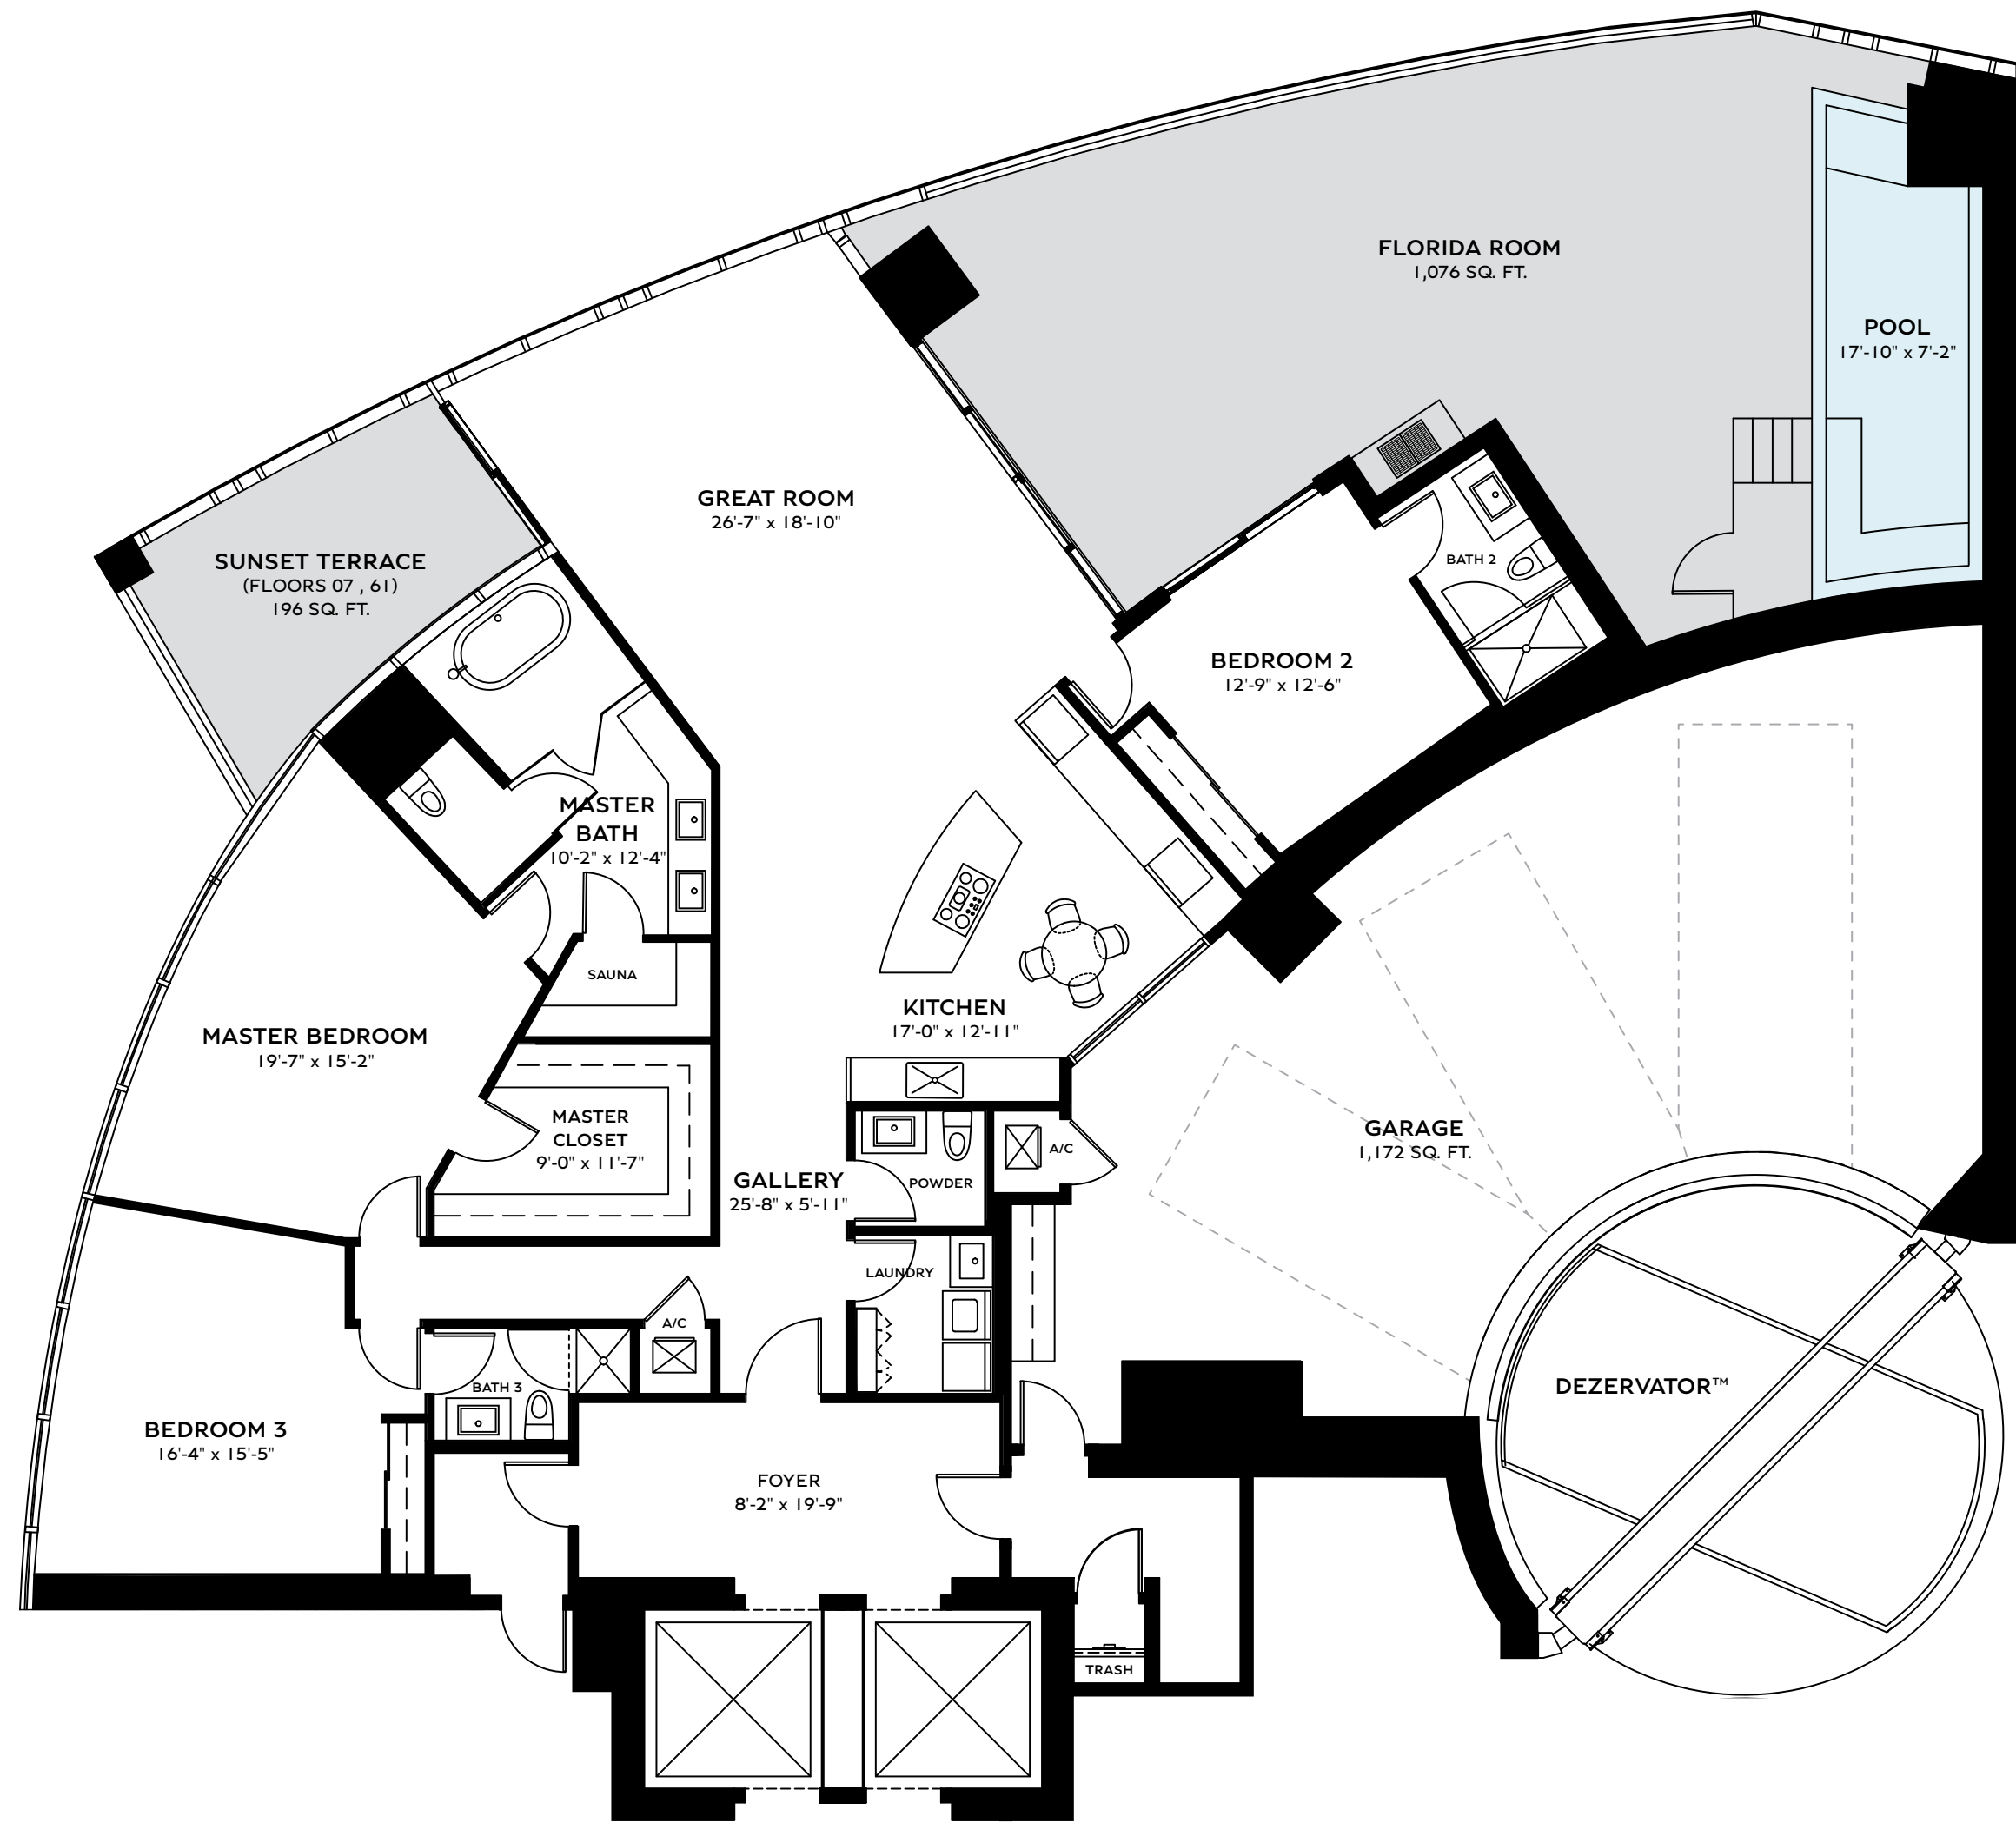 FLORIDA ROOM
1,076 SQ. FT.
POOL
17'-10" x 7'-2"
GREAT ROOM
26'-7" x 18'-10"
SUNSET TERRACE
(FLOORS 07 , 61)
196 SQ. FT.
BATH 2
BEDROOM 2
12'-9" x 12'-6"
MASTER
BATH
10'-2" x 12'-4"
SAUNA
KITCHEN
17'-0" x 12'-11"
MASTER BEDROOM
19'-7" x 15'-2"
MASTER
CLOSET
9'-0" x 11'-7"
GARAGE
1,172 SQ. FT.
A/C
GALLERY
25'-8" x 5'-11"
POWDER
LAUNDRY
A/C
BATH 3
DEZERVATOR™
BEDROOM 3
16'-4" x 15'-5"
FOYER
8'-2" x 19'-9"
TRASH